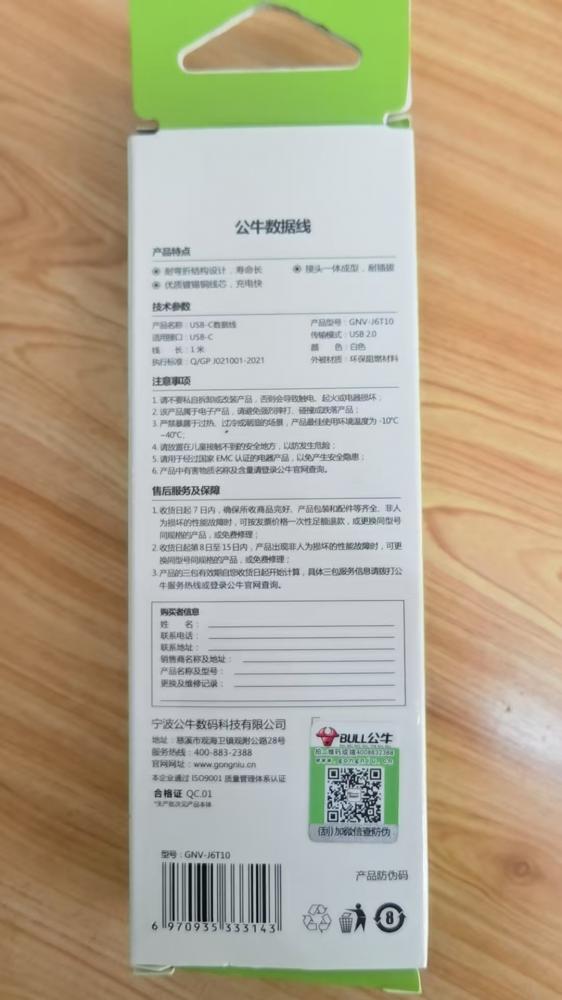 公牛数据线
产品特点
耐弯折结构设计，寿命长
接头一体成型，耐插拔
优质镀锡铜线芯，充电快
技术参数
产品名称：USB-C数据线
产品型号：GNV-J6T10
适用接口：USB-C
传输模式：USB 2.0
线 长：1米
颜 色：白色
执行标准：Q/GP J021001-2021
外被材质：环保阻燃材料
注意事项
1. 请不要私自拆卸或改装产品，否则会导致触电、起火或电器损坏；
2. 该产品属于电子产品，请避免强烈摔打、碰撞或跌落产品；
3. 严禁暴露于过热、过冷或潮湿的场景，产品最佳使用环境温度为 -10℃
~40℃；
4. 请放置在儿童接触不到的安全地方，以防发生危险；
5. 请用于经过国家 EMC 认证的电器产品，以免产生安全隐患；
6. 产品中有害物质名称及含量请登录公牛官网查询。
售后服务及保障
1. 收货日起 7 日内，确保所收商品完好、产品包装和配件等齐全、非人
为损坏的性能故障时，可按发票价格一次性足额退款，或更换同型号
同规格的产品，或免费修理；
2. 收货日起第 8 日至 15 日内，产品出现非人为损坏的性能故障时，可更
换同型号同规格的产品，或免费修理；
3. 产品的三包有效期自您收货日起开始计算，具体三包服务信息请拨打公
牛服务热线或登录公牛官网查询。
购买者信息
姓 名：
联系电话：
联系地址：
销售商名称及地址：
产品名称及型号：
更换及维修记录：
宁波公牛数码科技有限公司
地址：慈溪市观海卫镇观附公路28号
服务热线：400-883-2388
官网网址：www.gongniu.cn
本企业通过 ISO9001 质量管理体系认证
合格证 QC.01
BULL公牛
拍二维码或拨4008832388
www.gongniu.cn
(刮)加微信查防伪
型号：GNV-J6T10
产品防伪码
6 970935 333143